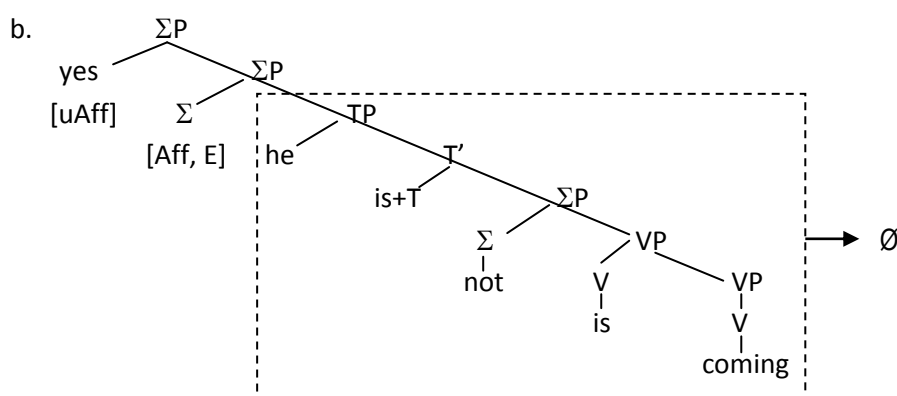 b. ΣP
yes ΣP
[uAff] Σ TP
[Aff, E] he T’
is+T ΣP
Σ VP Ø
not V VP
is V
coming